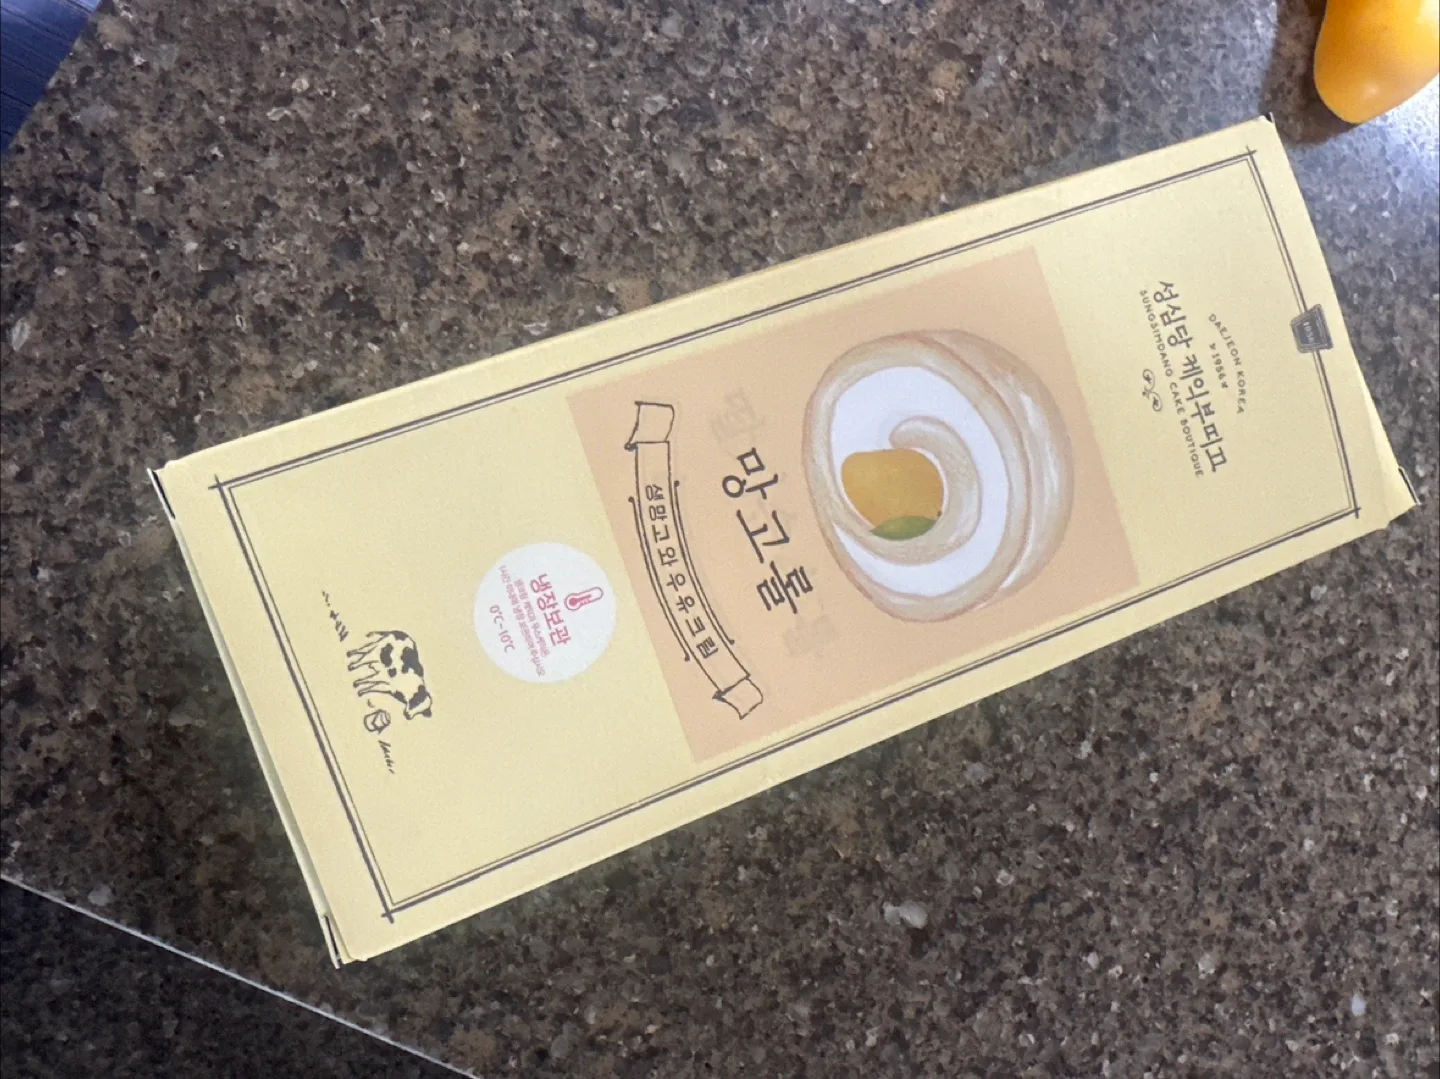 DAEJEON KOREA
1956
성심당 케익부띠끄
SUNGSIMDANG CAKE BOUTIQUE
망고롤
생망고와 우유크림
냉장보관
0℃~10℃